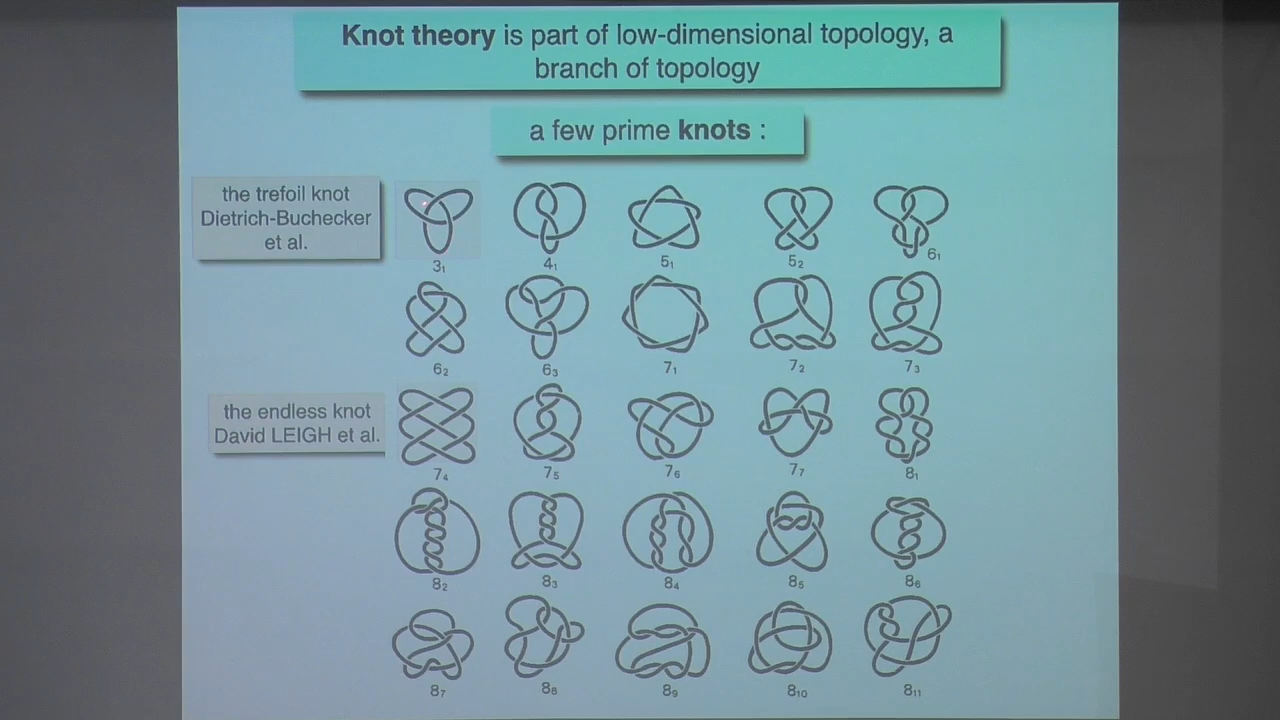 Knot theory is part of low-dimensional topology, a
branch of topology
a few prime knots :
the trefoil knot
Dietrich-Buchecker
et al.
3₁ 4₁ 5₁ 5₂ 6₁
6₂ 6₃ 7₁ 7₂ 7₃
the endless knot
David LEIGH et al.
7₄ 7₅ 7₆ 7₇ 8₁
8₂ 8₃ 8₄ 8₅ 8₆
8₇ 8₈ 8₉ 8₁₀ 8₁₁